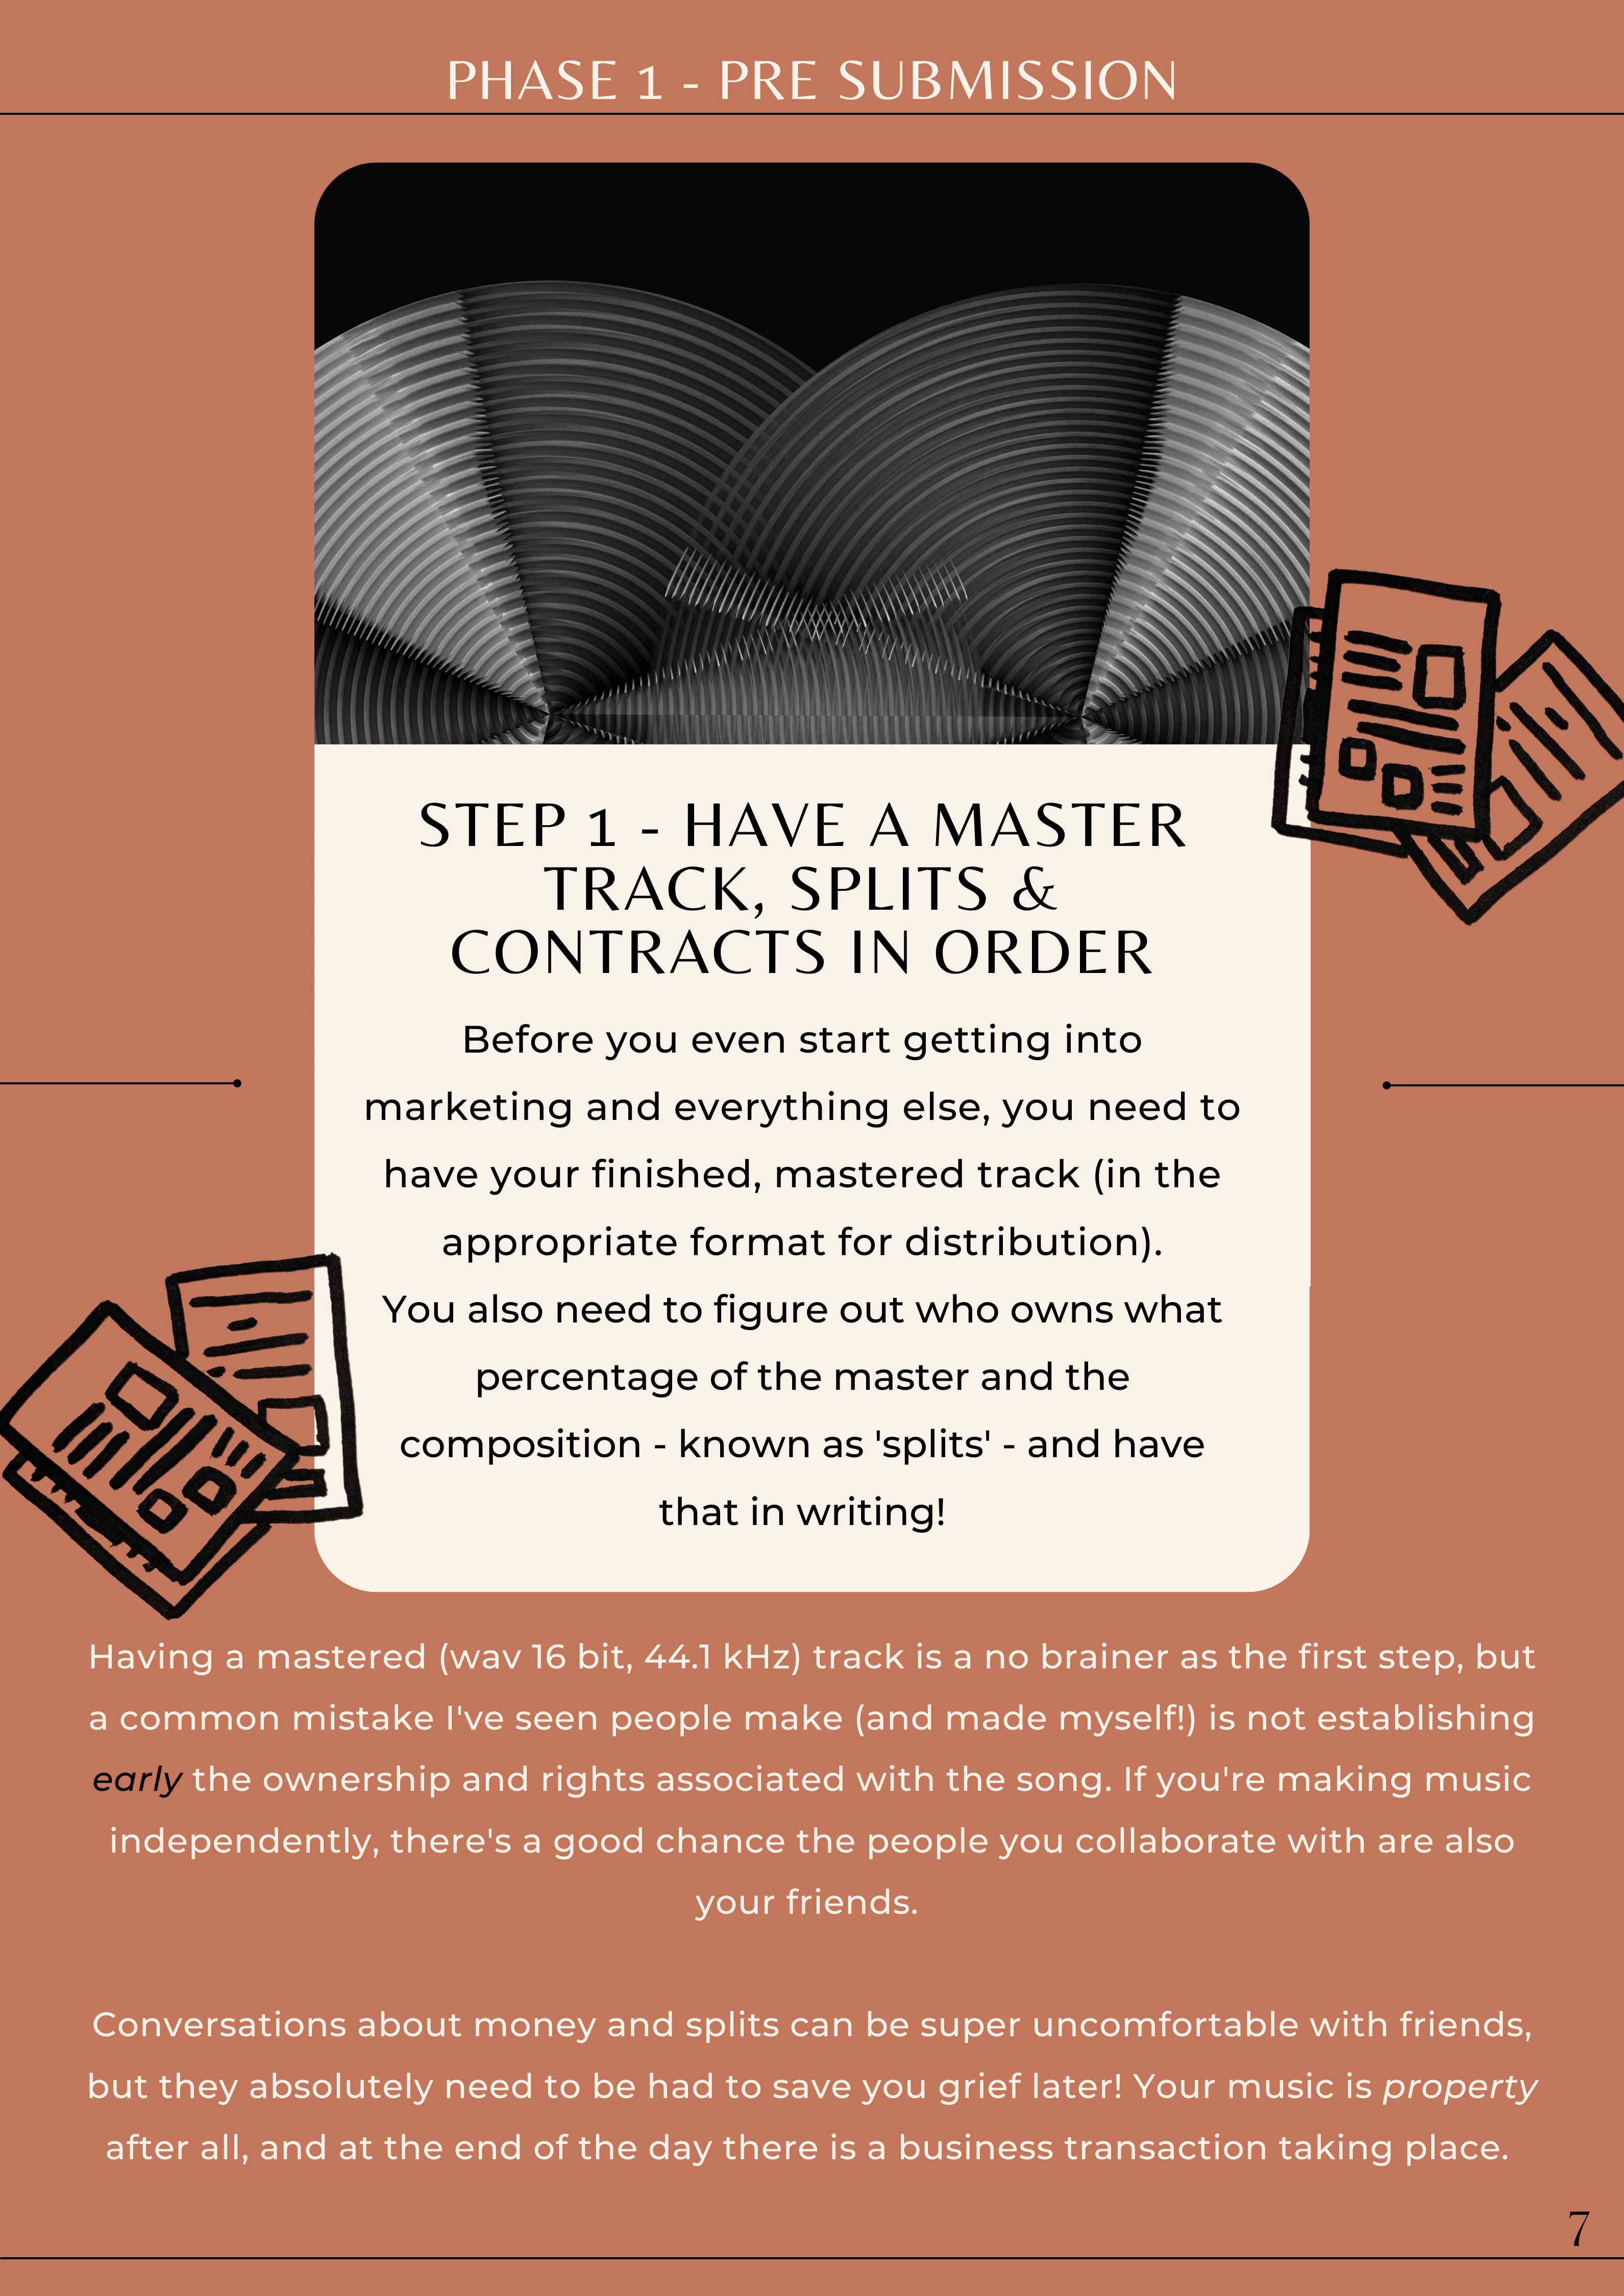 PHASE 1 - PRE SUBMISSION
STEP 1 - HAVE A MASTER
TRACK, SPLITS &
CONTRACTS IN ORDER
Before you even start getting into
marketing and everything else, you need to
have your finished, mastered track (in the
appropriate format for distribution).
You also need to figure out who owns what
percentage of the master and the
composition - known as 'splits' - and have
that in writing!
Having a mastered (wav 16 bit, 44.1 kHz) track is a no brainer as the first step, but
a common mistake I've seen people make (and made myself!) is not establishing
early the ownership and rights associated with the song. If you're making music
independently, there's a good chance the people you collaborate with are also
your friends.
Conversations about money and splits can be super uncomfortable with friends,
but they absolutely need to be had to save you grief later! Your music is property
after all, and at the end of the day there is a business transaction taking place.
7